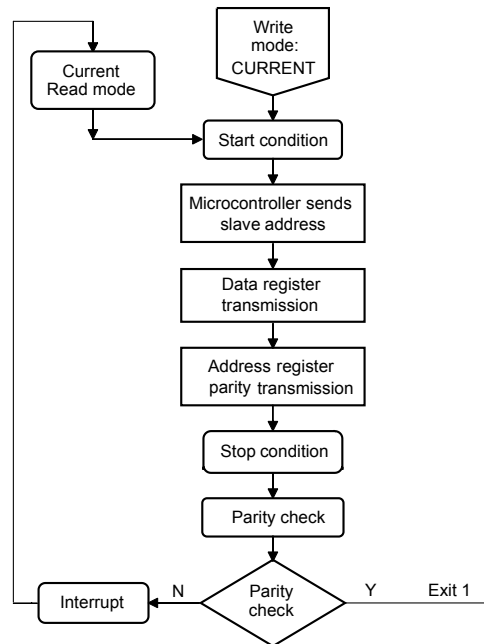 Write
mode:
CURRENT
Current
Read mode
Start condition
Microcontroller sends
slave address
Data register
transmission
Address register
parity transmission
Stop condition
Parity check
Parity
check
N
Y
Exit 1
Interrupt